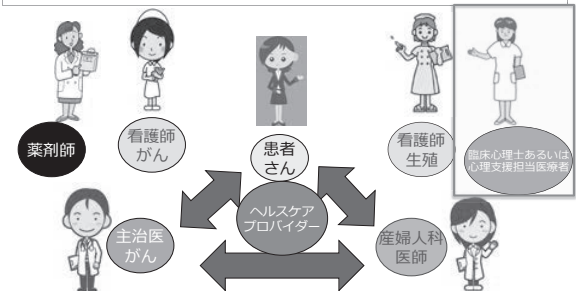 薬剤師
看護師
がん
患者
さん
看護師
生殖
臨床心理士あるいは
心理支援担当医療者
主治医
がん
ヘルスケア
プロバイダー
産婦人科
医師